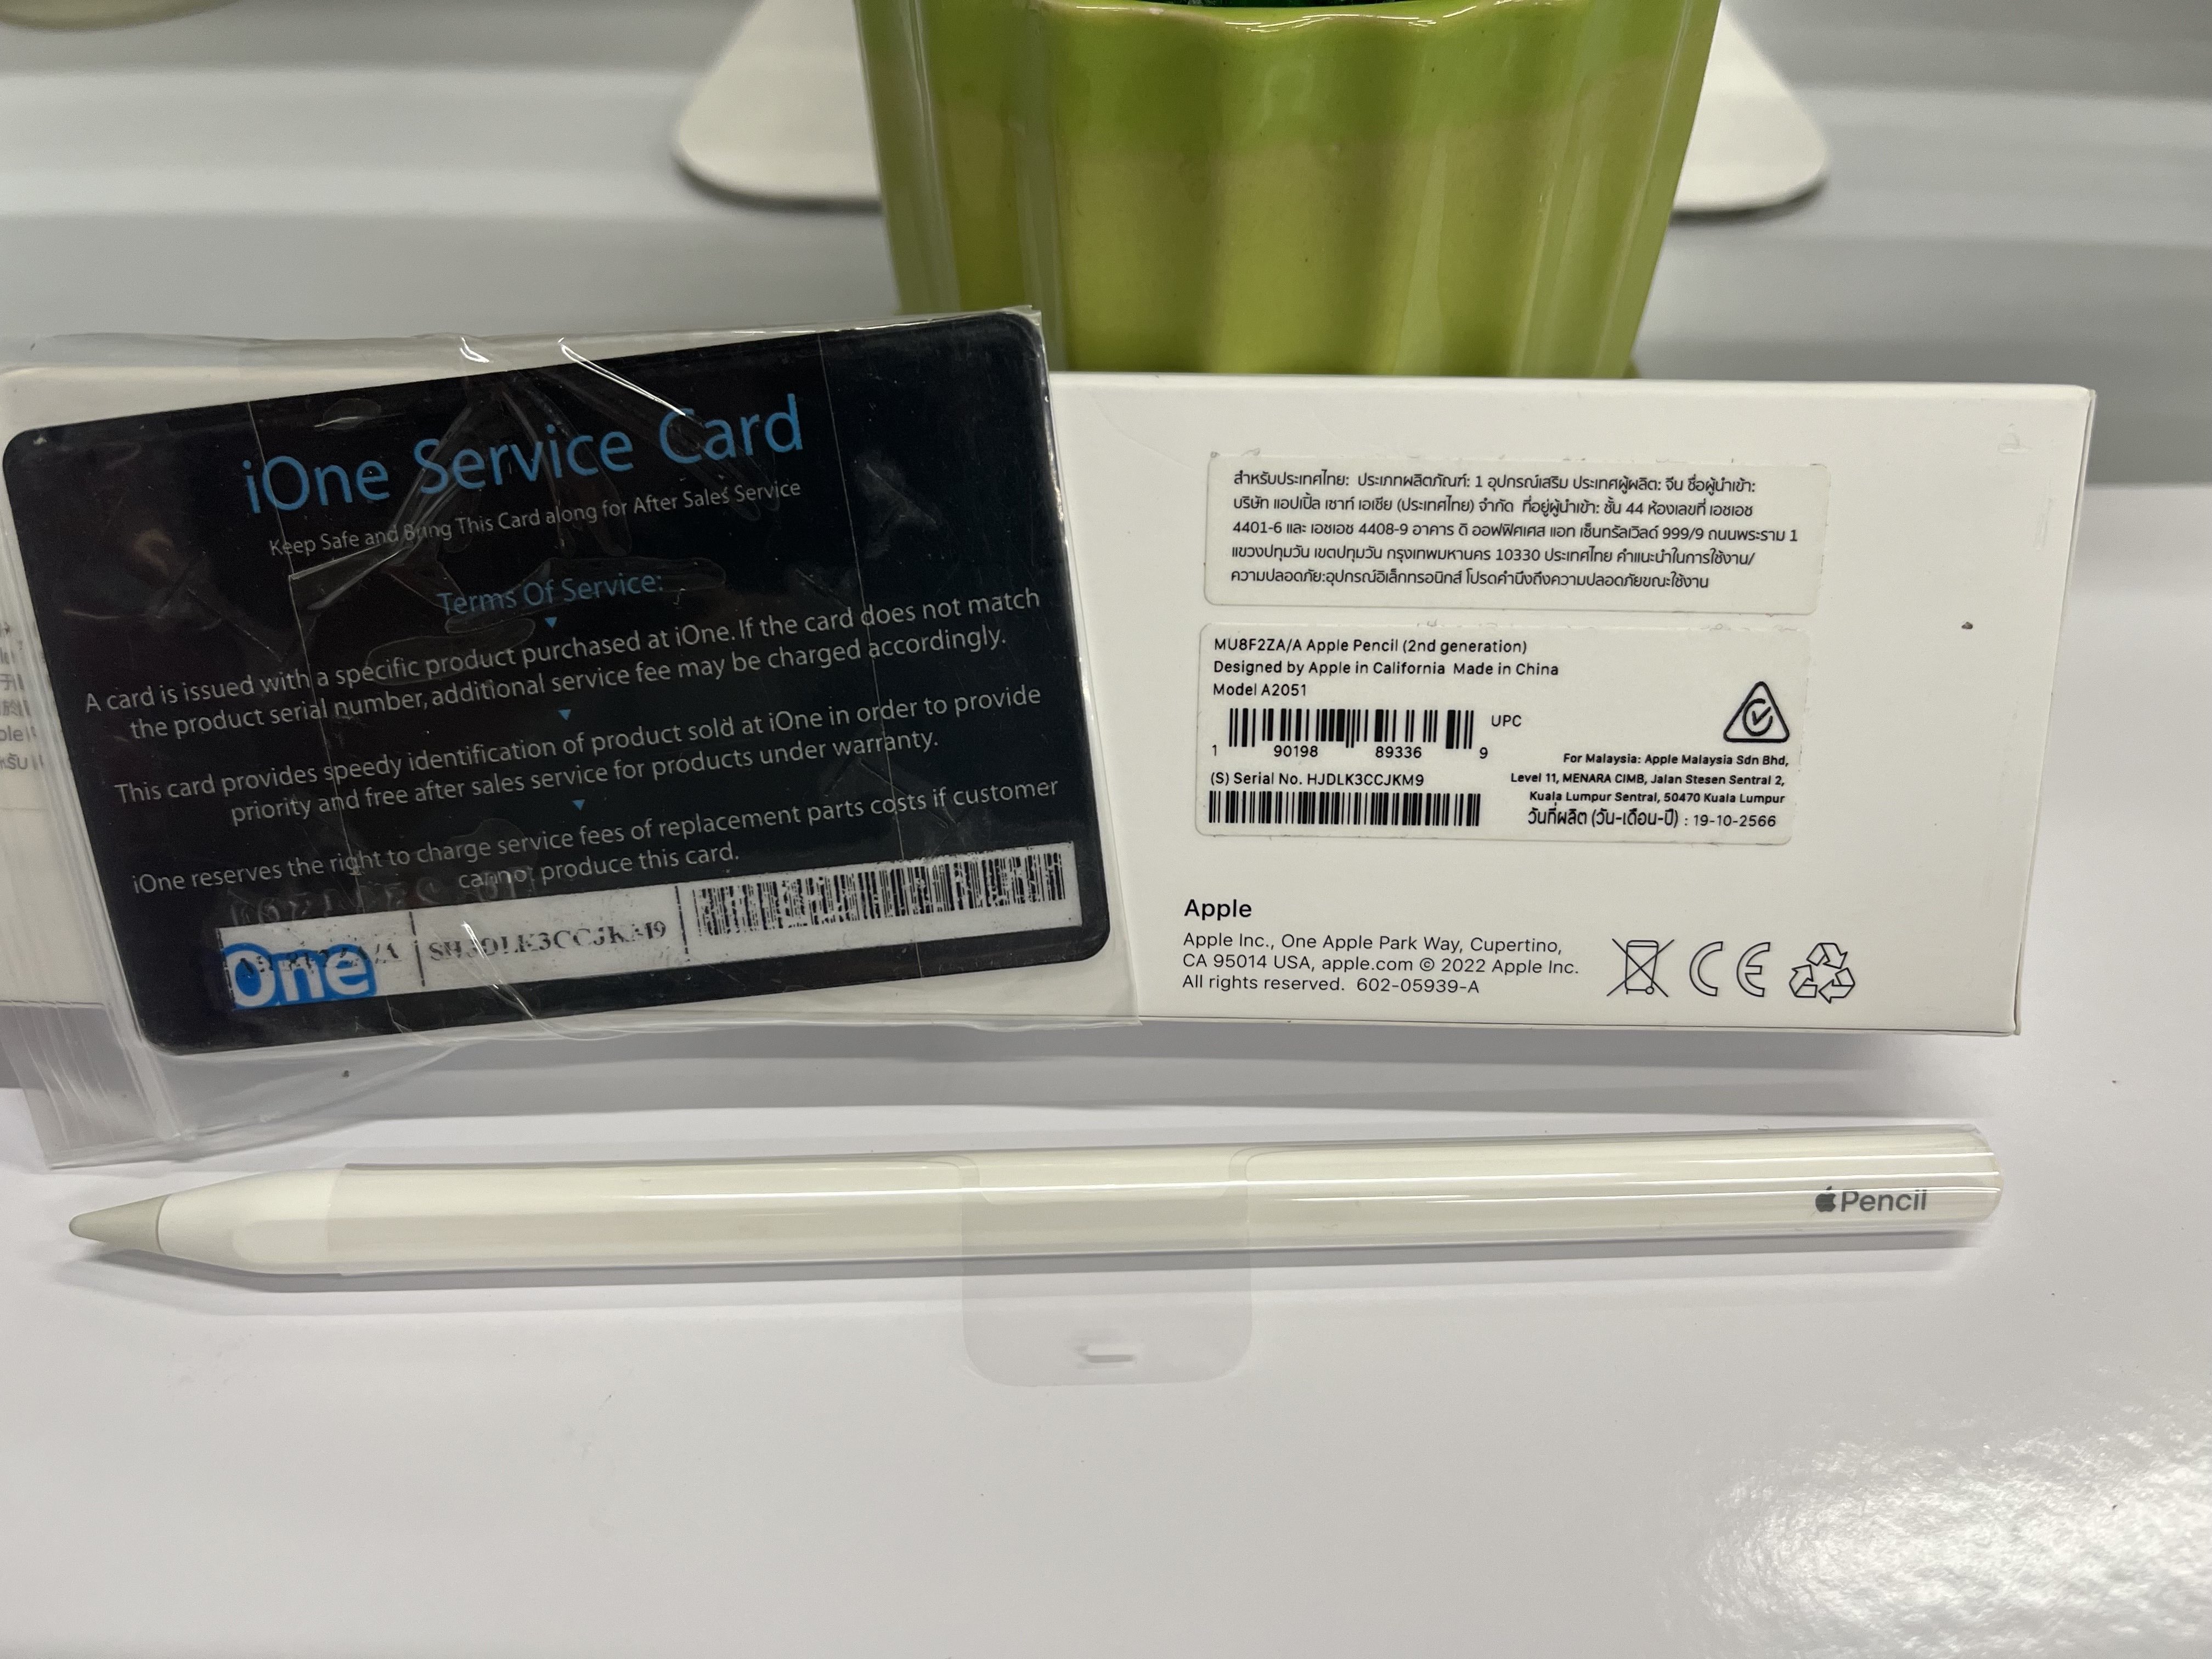 iOne Service Card
Keep Safe and Bring This Card along for After Sales Service
Terms Of Service:
A card is issued with a specific product purchased at iOne. If the card does not match
the product serial number, additional service fee may be charged accordingly.
This card provides speedy identification of product sold at iOne in order to provide
priority and free after sales service for products under warranty.
iOne reserves the right to charge service fees of replacement parts costs if customer
cannot produce this card.
One
SHJDLK3CCJKM9
สำหรับประเทศไทย: ประเภทผลิตภัณฑ์: 1 อุปกรณ์เสริม ประเทศผู้ผลิต: จีน ชื่อผู้นำเข้า:
บริษัท แอปเปิ้ล เซาท์ เอเชีย (ประเทศไทย) จำกัด ที่อยู่ผู้นำเข้า: ชั้น 44 ห้องเลขที่ เอชเอช
4401-6 และ เอชเอช 4408-9 อาคาร ดิ ออฟฟิศเศส แอท เซ็นทรัลเวิลด์ 999/9 ถนนพระราม 1
แขวงปทุมวัน เขตปทุมวัน กรุงเทพมหานคร 10330 ประเทศไทย คำแนะนำในการใช้งาน/
ความปลอดภัย:อุปกรณ์อิเล็กทรอนิกส์ โปรดคำนึงถึงความปลอดภัยขณะใช้งาน
MU8F2ZA/A Apple Pencil (2nd generation)
Designed by Apple in California Made in China
Model A2051
UPC
1 90198 89336 9
(S) Serial No. HJDLK3CCJKM9
For Malaysia: Apple Malaysia Sdn Bhd,
Level 11, MENARA CIMB, Jalan Stesen Sentral 2,
Kuala Lumpur Sentral, 50470 Kuala Lumpur
วันที่ผลิต (วัน-เดือน-ปี) : 19-10-2566
Apple
Apple Inc., One Apple Park Way, Cupertino,
CA 95014 USA, apple.com © 2022 Apple Inc.
All rights reserved. 602-05939-A
CE
Pencil